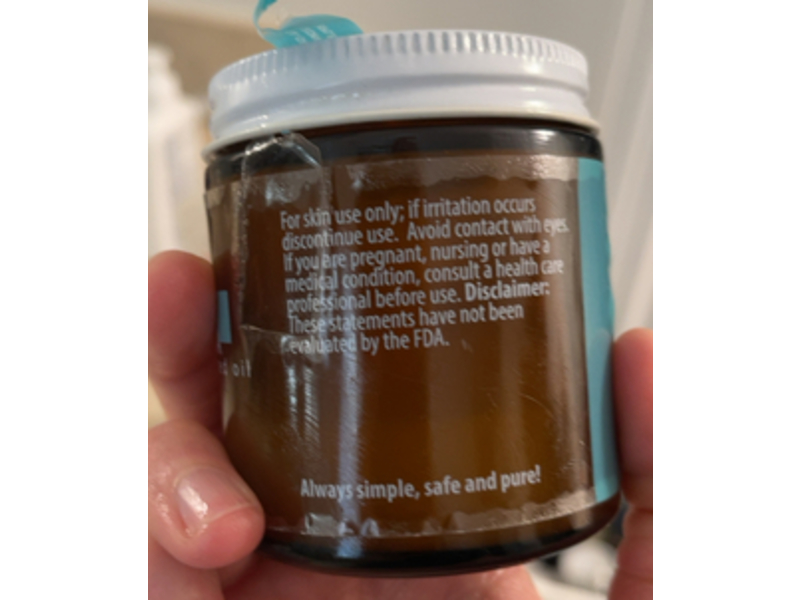 For skin use only; if irritation occurs
discontinue use. Avoid contact with eyes.
If you are pregnant, nursing or have a
medical condition, consult a health care
professional before use. Disclaimer:
These statements have not been
evaluated by the FDA.
oil
Always simple, safe and pure!